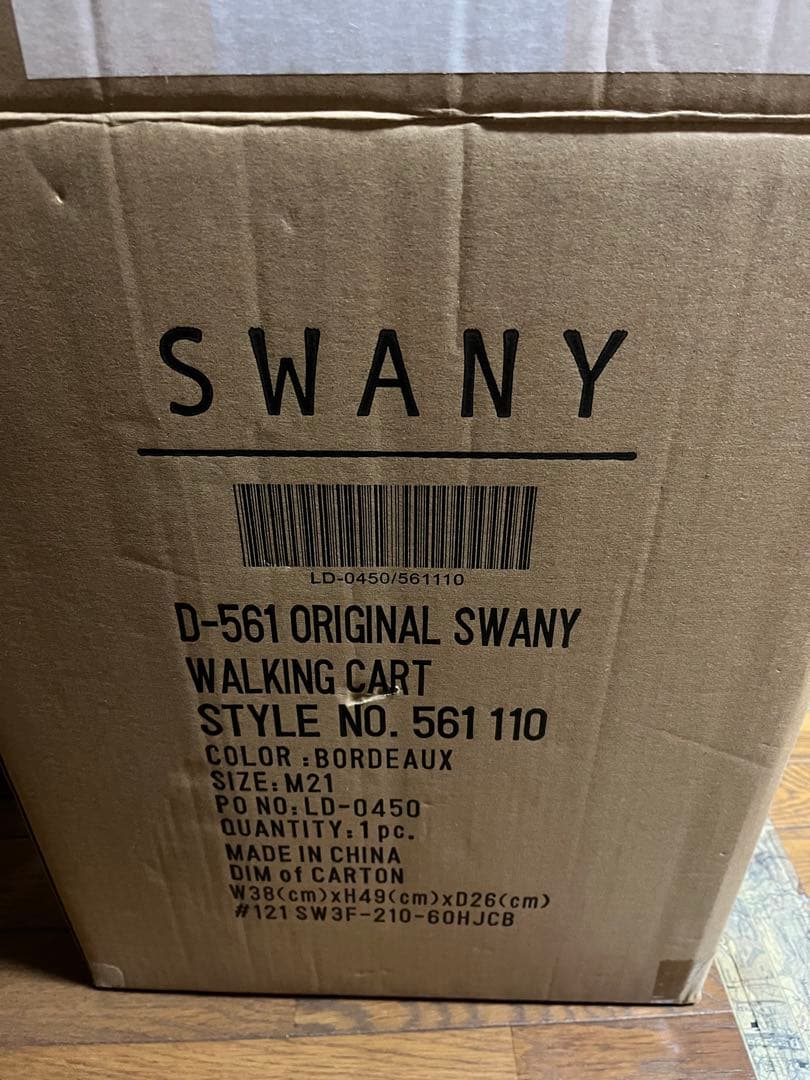 SWANY
LD-0450/561110
D-561 ORIGINAL SWANY
WALKING CART
STYLE NO. 561 110
COLOR :BORDEAUX
SIZE: M21
PO NO: LD-0450
QUANTITY: 1 pc.
MADE IN CHINA
DIM of CARTON
W38(cm)xH49(cm)xD26(cm)
#121 SW3F-210-60HJCB